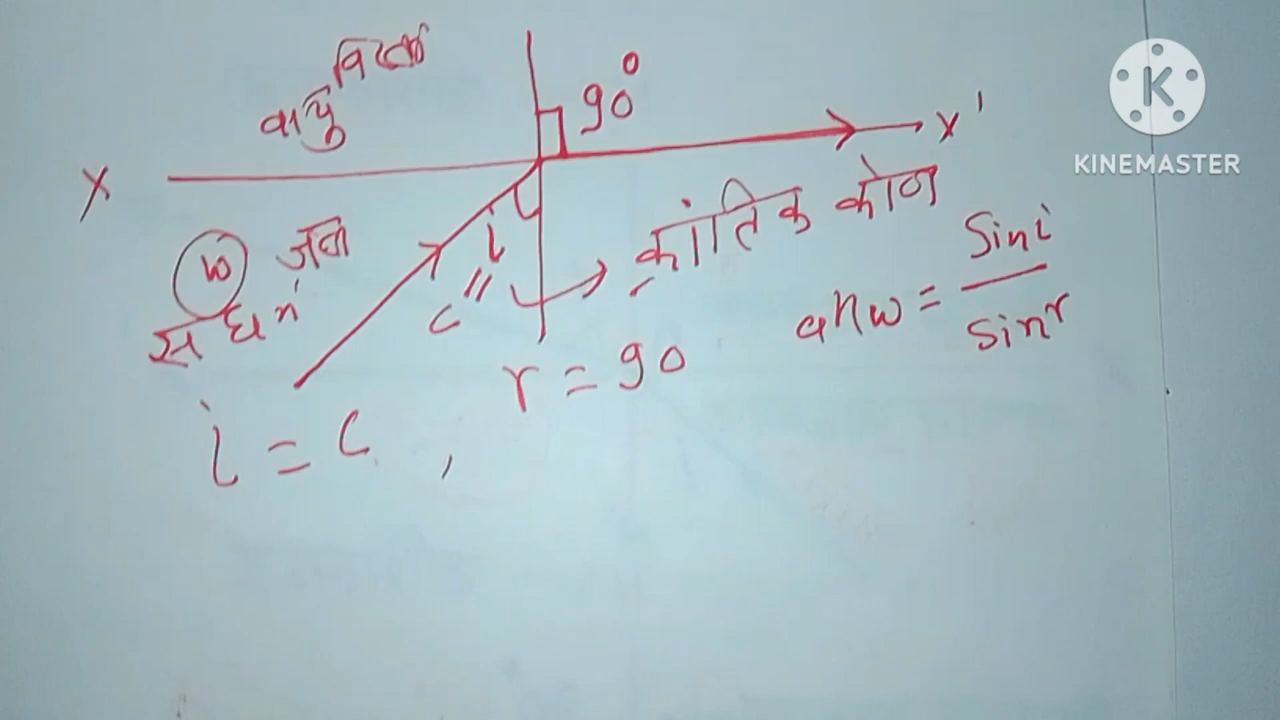 वायु विरल
90°
X
X'
w जल
सघन
i
c
क्रांतिक कोण
anw = Sin i / Sin r
r = 90
i = c ,
K
KINEMASTER